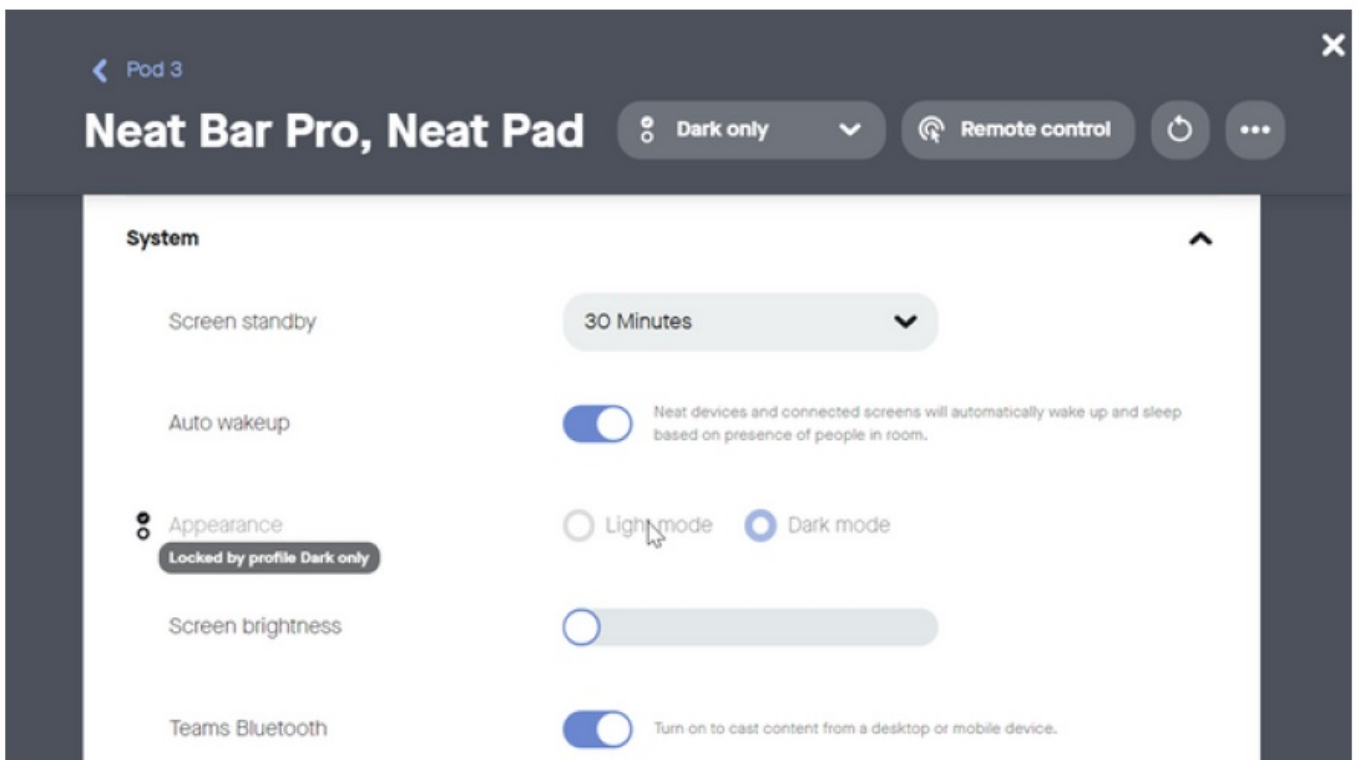 Pod 3
Neat Bar Pro, Neat Pad
Dark only
Remote control
System
Screen standby
30 Minutes
Auto wakeup
Neat devices and connected screens will automatically wake up and sleep
based on presence of people in room.
Appearance
Light mode
Dark mode
Locked by profile Dark only
Screen brightness
Teams Bluetooth
Turn on to cast content from a desktop or mobile device.